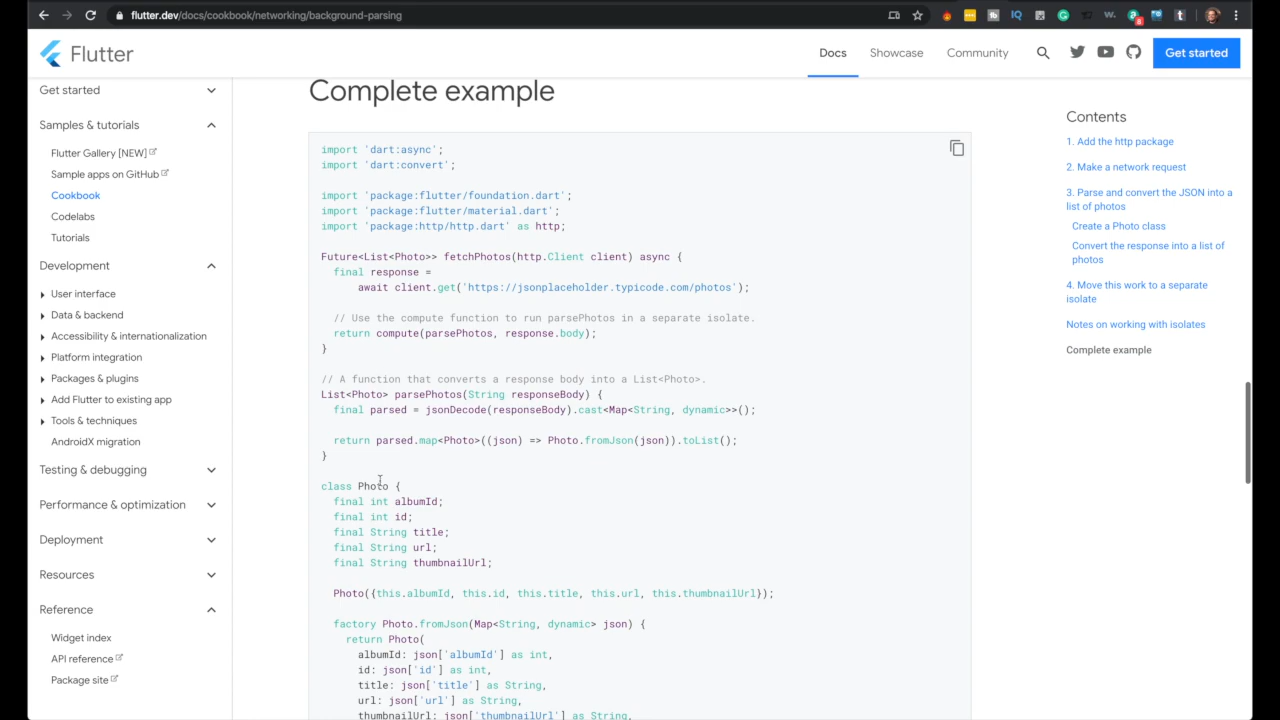 flutter.dev/docs/cookbook/networking/background-parsing
Flutter
Docs
Showcase
Community
Get started
Get started
Samples & tutorials
Flutter Gallery [NEW]
Sample apps on GitHub
Cookbook
Codelabs
Tutorials
Development
User interface
Data & backend
Accessibility & internationalization
Platform integration
Packages & plugins
Add Flutter to existing app
Tools & techniques
AndroidX migration
Testing & debugging
Performance & optimization
Deployment
Resources
Reference
Widget index
API reference
Package site
Complete example
import 'dart:async';
import 'dart:convert';
import 'package:flutter/foundation.dart';
import 'package:flutter/material.dart';
import 'package:http/http.dart' as http;
Future<List<Photo>> fetchPhotos(http.Client client) async {
final response =
await client.get('https://jsonplaceholder.typicode.com/photos');
// Use the compute function to run parsePhotos in a separate isolate.
return compute(parsePhotos, response.body);
}
// A function that converts a response body into a List<Photo>.
List<Photo> parsePhotos(String responseBody) {
final parsed = jsonDecode(responseBody).cast<Map<String, dynamic>>();
return parsed.map<Photo>((json) => Photo.fromJson(json)).toList();
}
class Photo {
final int albumId;
final int id;
final String title;
final String url;
final String thumbnailUrl;
Photo({this.albumId, this.id, this.title, this.url, this.thumbnailUrl});
factory Photo.fromJson(Map<String, dynamic> json) {
return Photo(
albumId: json['albumId'] as int,
id: json['id'] as int,
title: json['title'] as String,
url: json['url'] as String,
thumbnailUrl: json['thumbnailUrl'] as String,
Contents
1. Add the http package
2. Make a network request
3. Parse and convert the JSON into a
list of photos
Create a Photo class
Convert the response into a list of
photos
4. Move this work to a separate
isolate
Notes on working with isolates
Complete example